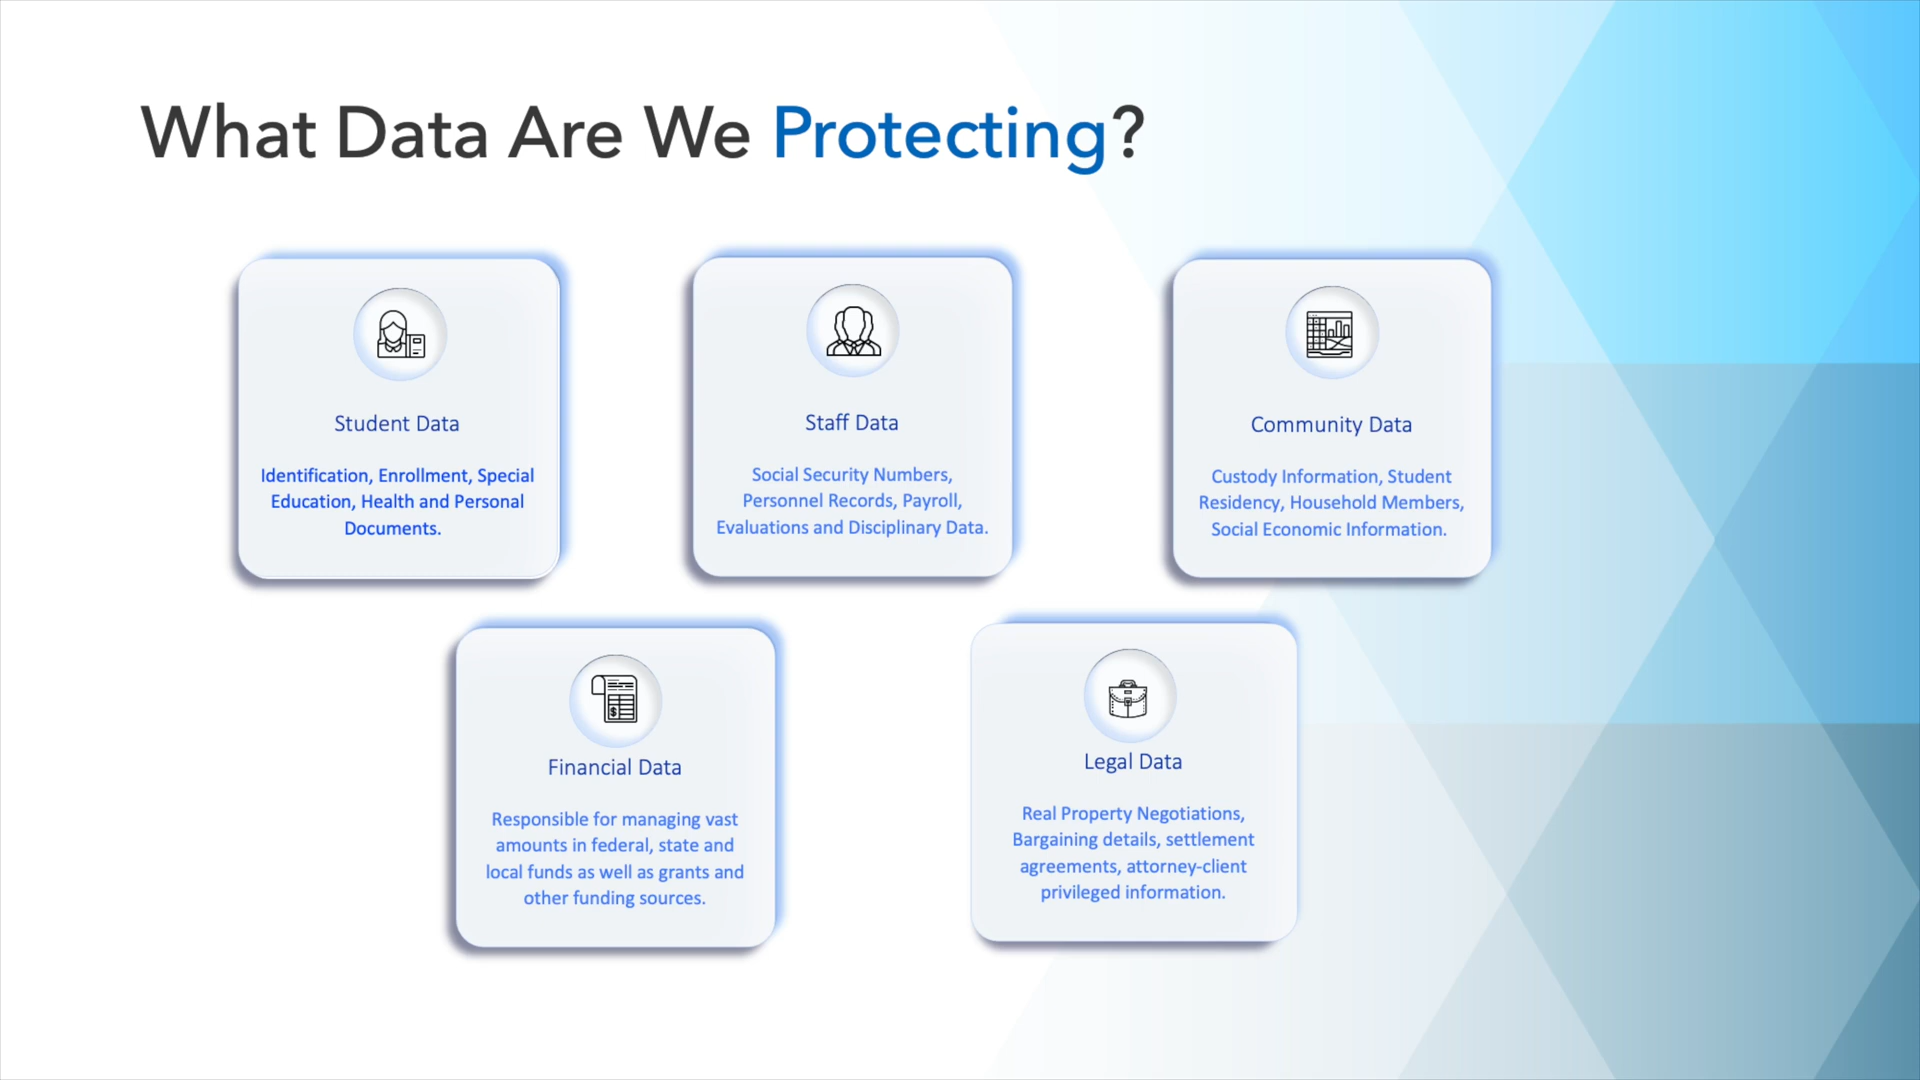 What Data Are We Protecting?
Student Data
Identification, Enrollment, Special
Education, Health and Personal
Documents.
Staff Data
Social Security Numbers,
Personnel Records, Payroll,
Evaluations and Disciplinary Data.
Community Data
Custody Information, Student
Residency, Household Members,
Social Economic Information.
Financial Data
Responsible for managing vast
amounts in federal, state and
local funds as well as grants and
other funding sources.
Legal Data
Real Property Negotiations,
Bargaining details, settlement
agreements, attorney-client
privileged information.